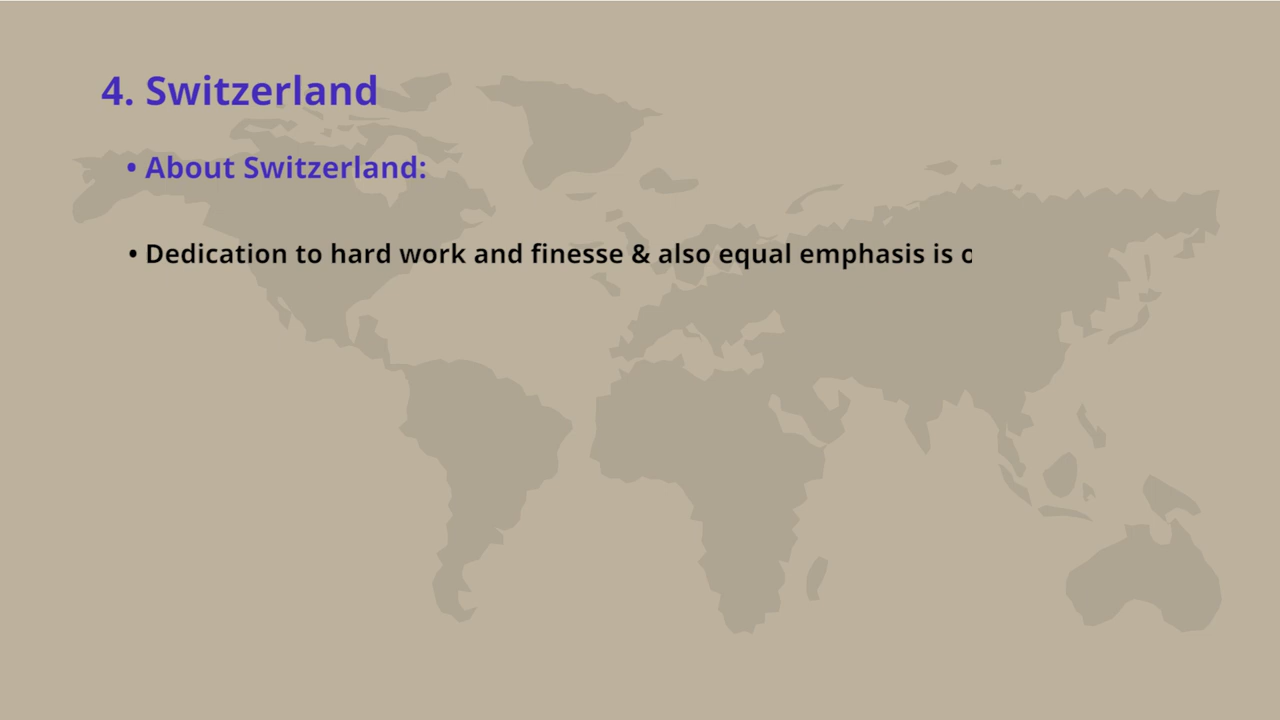 4. Switzerland
• About Switzerland:
• Dedication to hard work and finesse & also equal emphasis is